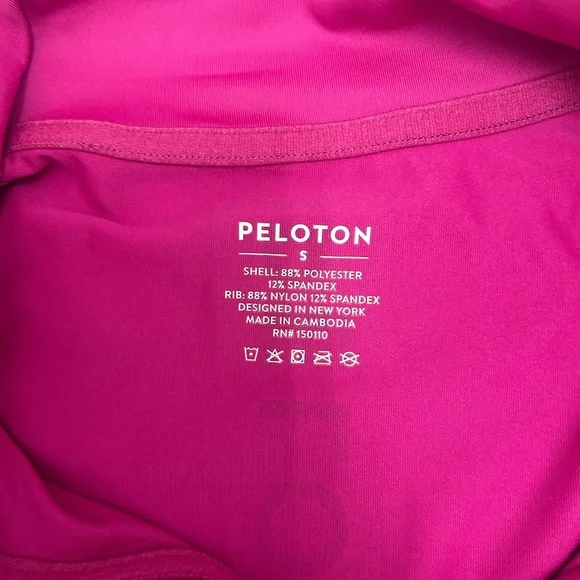 PELOTON
S
SHELL: 88% POLYESTER
12% SPANDEX
RIB: 88% NYLON 12% SPANDEX
DESIGNED IN NEW YORK
MADE IN CAMBODIA
RN# 150110